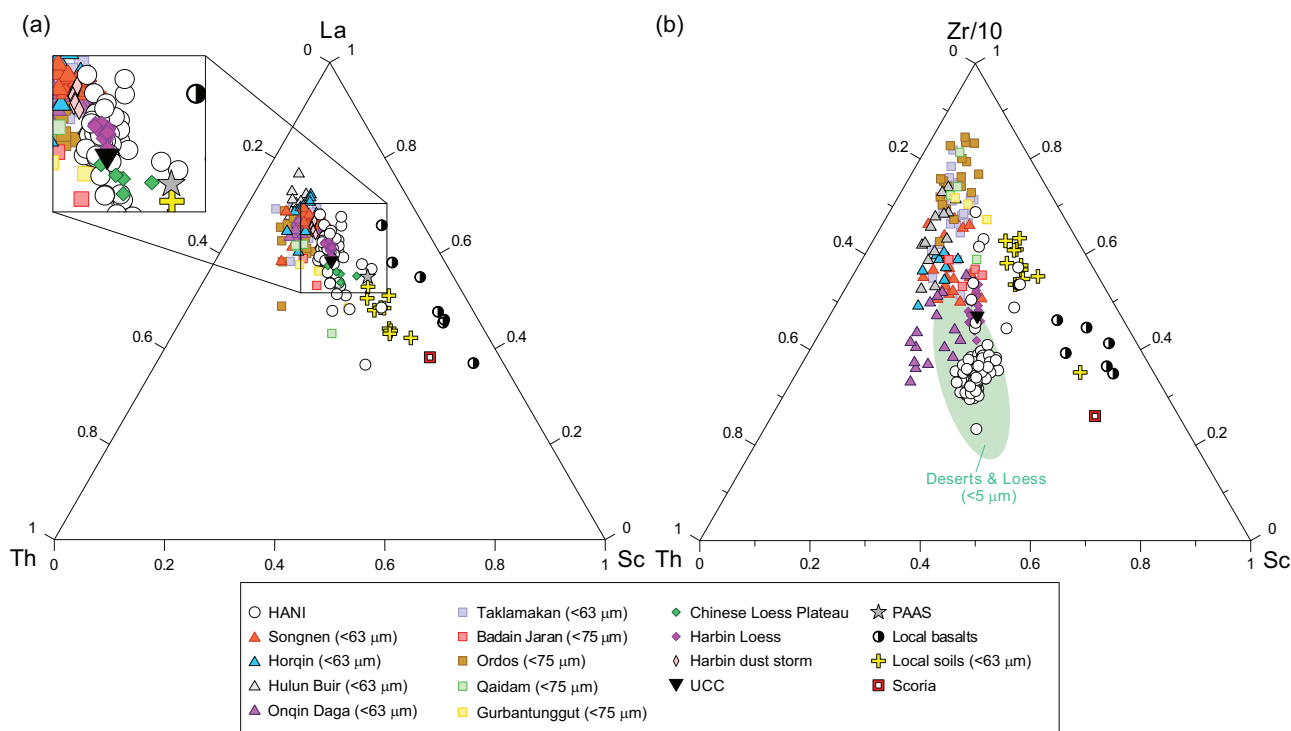 (a)
La
0 1
0.2 0.8
0.4 0.6
0.6 0.4
0.8 0.2
1 0
Th Sc
0 0.2 0.4 0.6 0.8 1
(b)
Zr/10
0 1
0.2 0.8
0.4 0.6
0.6 0.4
0.8 0.2
Deserts & Loess
(<5 μm)
1 0
Th Sc
0 0.2 0.4 0.6 0.8 1
HANI
Songnen (<63 μm)
Horqin (<63 μm)
Hulun Buir (<63 μm)
Onqin Daga (<63 μm)
Taklamakan (<63 μm)
Badain Jaran (<75 μm)
Ordos (<75 μm)
Qaidam (<75 μm)
Gurbantunggut (<75 μm)
Chinese Loess Plateau
Harbin Loess
Harbin dust storm
UCC
PAAS
Local basalts
Local soils (<63 μm)
Scoria